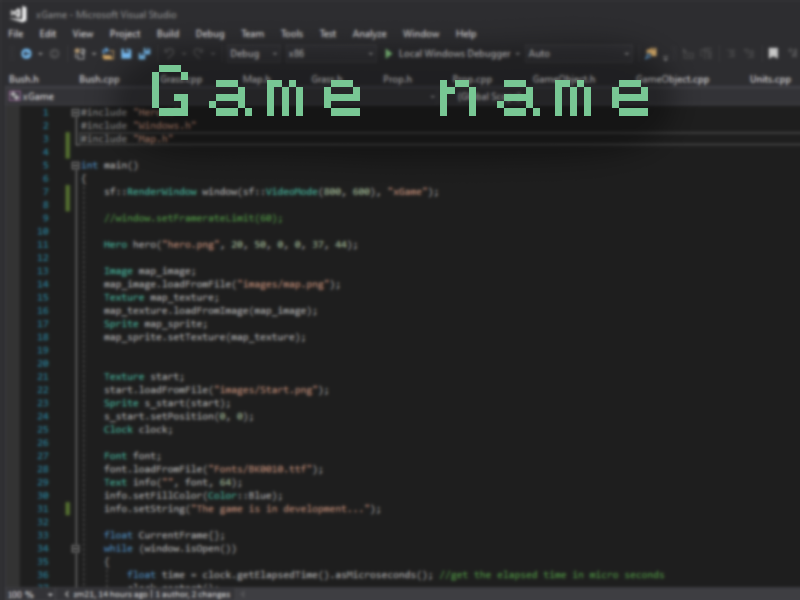 xGame - Microsoft Visual Studio
File Edit View Project Build Debug Team Tools Test Analyze Window Help
Debug x86 Local Windows Debugger Auto
Bush.h Bush.cpp Grass.cpp Map.h Grass.h Prop.h GameObject.h GameObject.cpp Units.cpp
Game name
xGame
1 #include
2 #include "Windows.h"
3 #include "Map.h"
4
5 int main()
6 {
7 sf::RenderWindow window(sf::VideoMode(800, 600), "xGame");
8
9 //window.setFramerateLimit(60);
10
11 Hero hero("hero.png", 20, 50, 0, 0, 37, 44);
12
13 Image map_image;
14 map_image.loadFromFile("images/map.png");
15 Texture map_texture;
16 map_texture.loadFromImage(map_image);
17 Sprite map_sprite;
18 map_sprite.setTexture(map_texture);
19
20
21 Texture start;
22 start.loadFromFile("images/Start.png");
23 Sprite s_start(start);
24 s_start.setPosition(0, 0);
25 Clock clock;
26
27 Font font;
28 font.loadFromFile("Fonts/BK0010.ttf");
29 Text info("", font, 64);
30 info.setFillColor(Color::Blue);
31 info.setString("The game is in development...");
32
33 float CurrentFrame{};
34 while (window.isOpen())
35 {
36 float time = clock.getElapsedTime().asMicroseconds(); //get the elapsed time in micro seconds
100 % zm21, 14 hours ago | 1 author, 2 changes